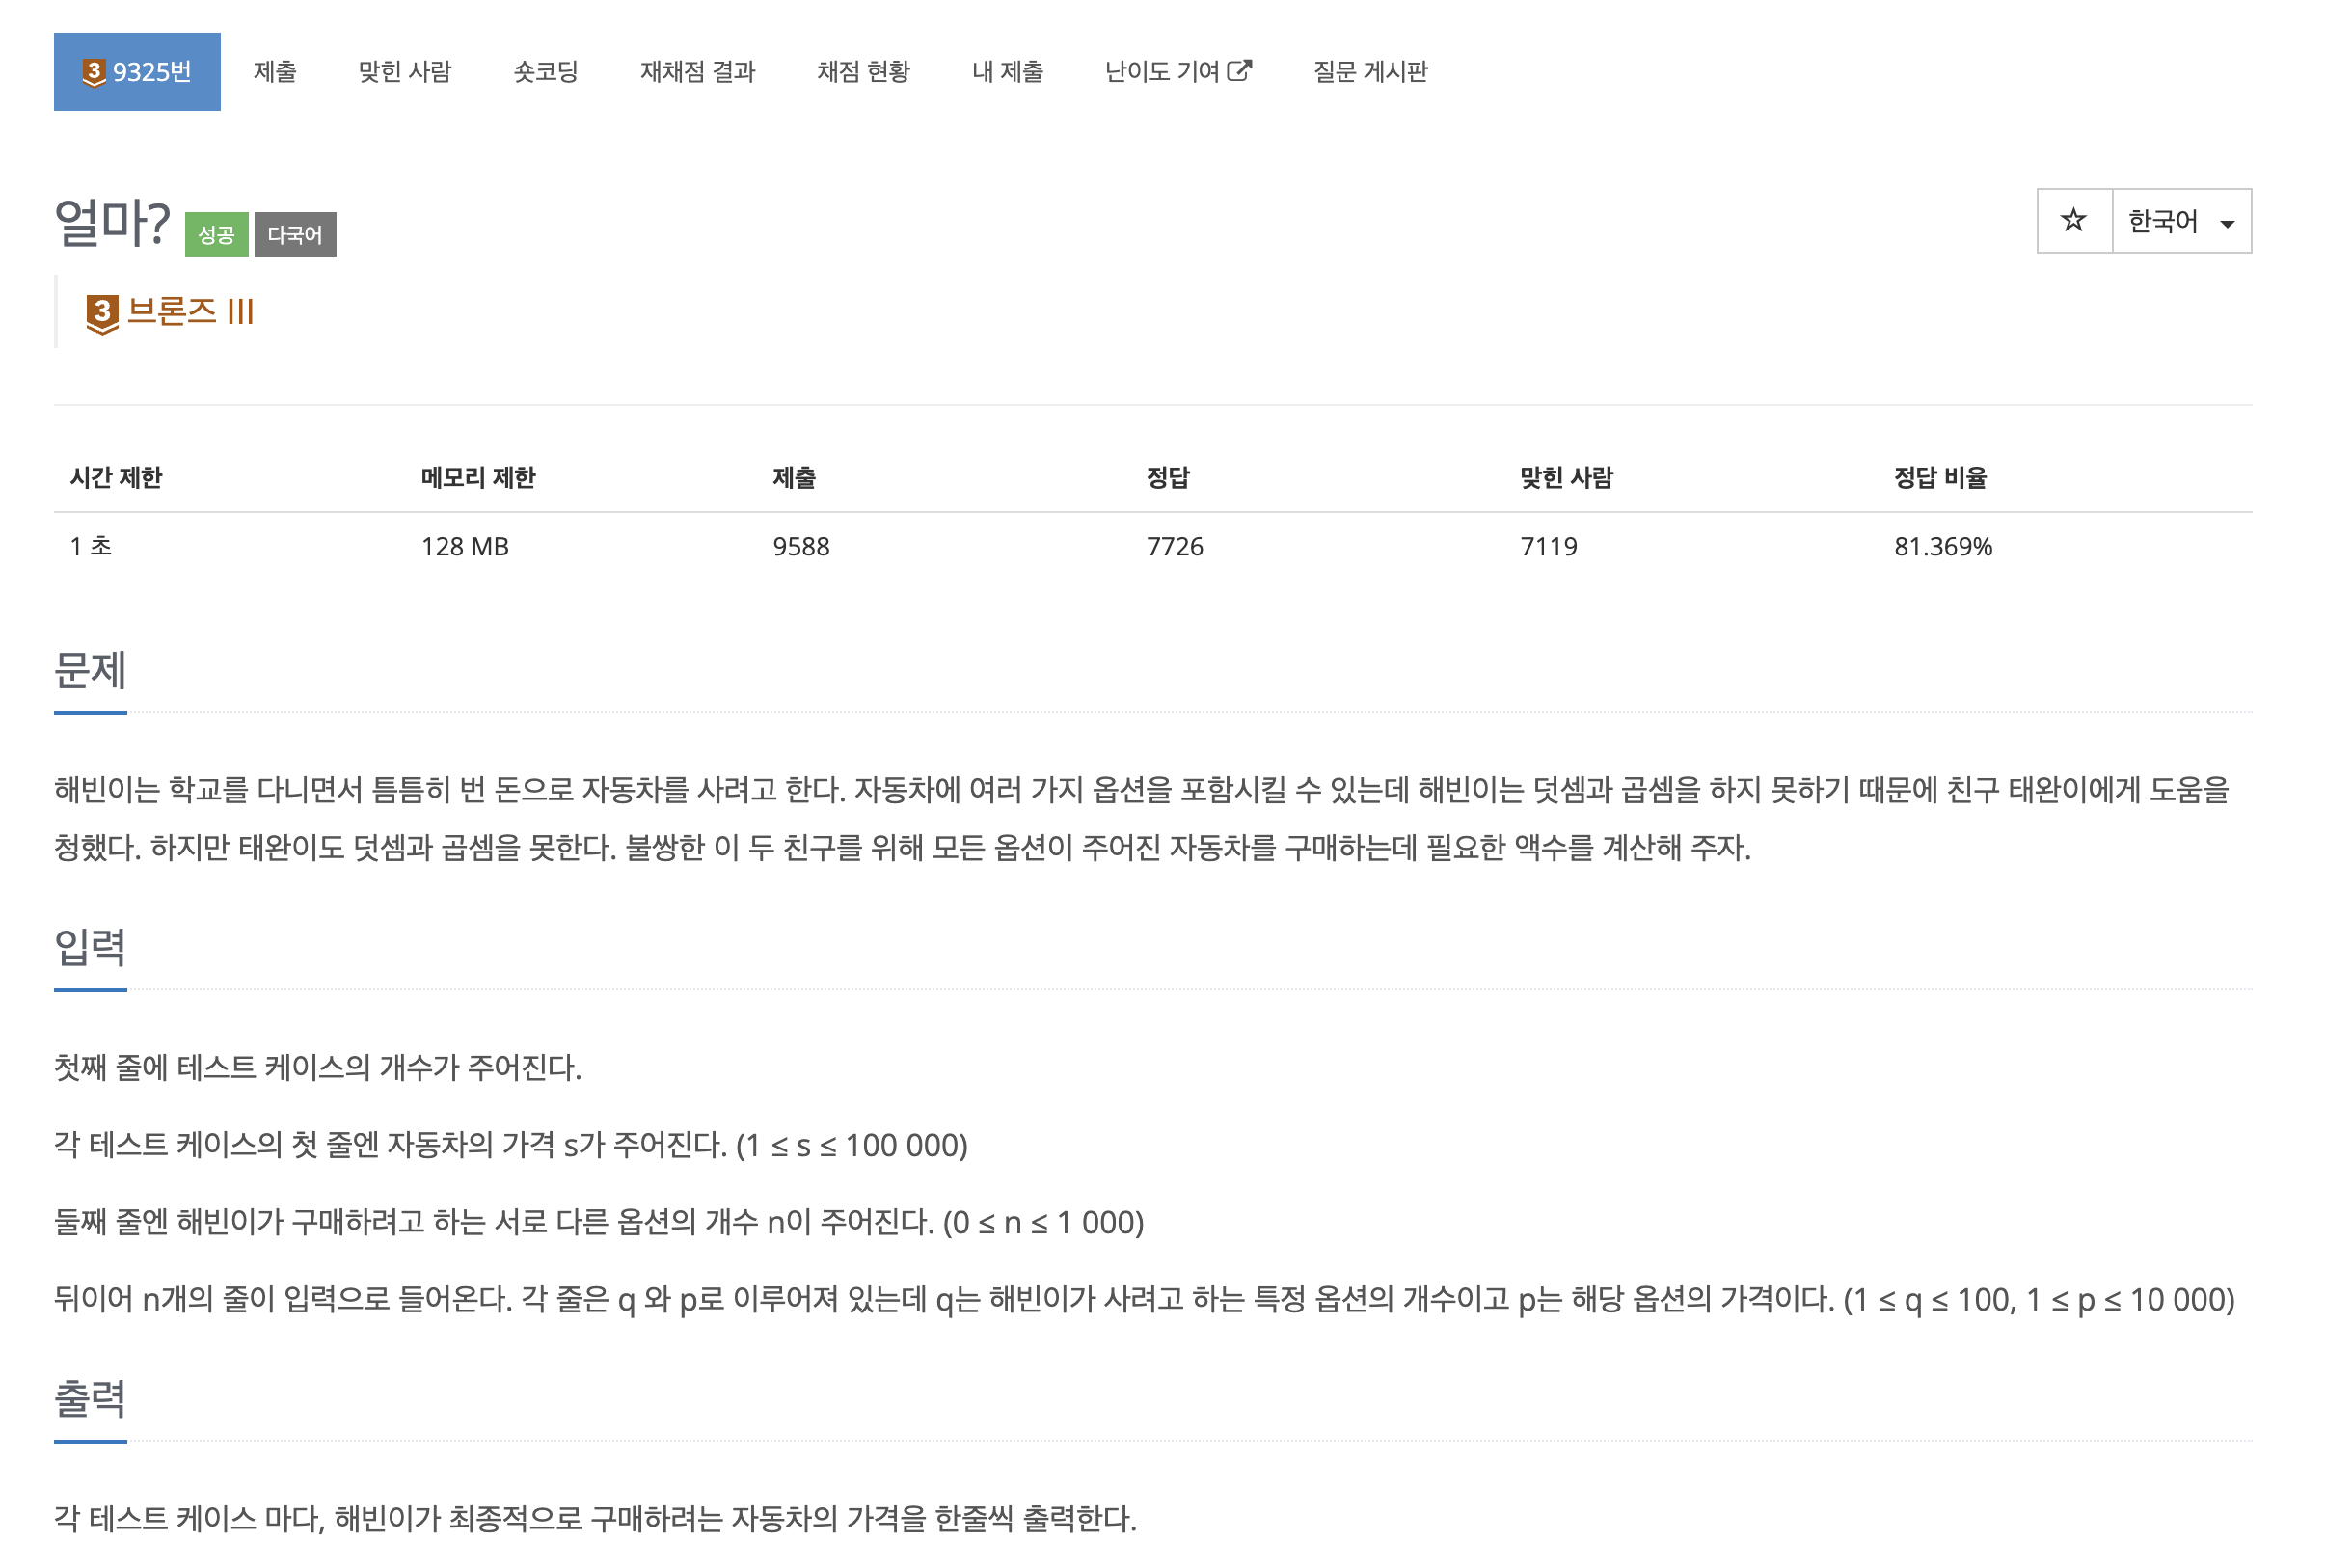 3 9325번 제출 맞힌 사람 숏코딩 재채점 결과 채점 현황 내 제출 난이도 기여 질문 게시판
얼마? 성공 다국어 ☆ 한국어
3 브론즈 III
시간 제한 메모리 제한 제출 정답 맞힌 사람 정답 비율
1 초 128 MB 9588 7726 7119 81.369%
문제
해빈이는 학교를 다니면서 틈틈히 번 돈으로 자동차를 사려고 한다. 자동차에 여러 가지 옵션을 포함시킬 수 있는데 해빈이는 덧셈과 곱셈을 하지 못하기 때문에 친구 태완이에게 도움을
청했다. 하지만 태완이도 덧셈과 곱셈을 못한다. 불쌍한 이 두 친구를 위해 모든 옵션이 주어진 자동차를 구매하는데 필요한 액수를 계산해 주자.
입력
첫째 줄에 테스트 케이스의 개수가 주어진다.
각 테스트 케이스의 첫 줄엔 자동차의 가격 s가 주어진다. (1 ≤ s ≤ 100 000)
둘째 줄엔 해빈이가 구매하려고 하는 서로 다른 옵션의 개수 n이 주어진다. (0 ≤ n ≤ 1 000)
뒤이어 n개의 줄이 입력으로 들어온다. 각 줄은 q 와 p로 이루어져 있는데 q는 해빈이가 사려고 하는 특정 옵션의 개수이고 p는 해당 옵션의 가격이다. (1 ≤ q ≤ 100, 1 ≤ p ≤ 10 000)
출력
각 테스트 케이스 마다, 해빈이가 최종적으로 구매하려는 자동차의 가격을 한줄씩 출력한다.